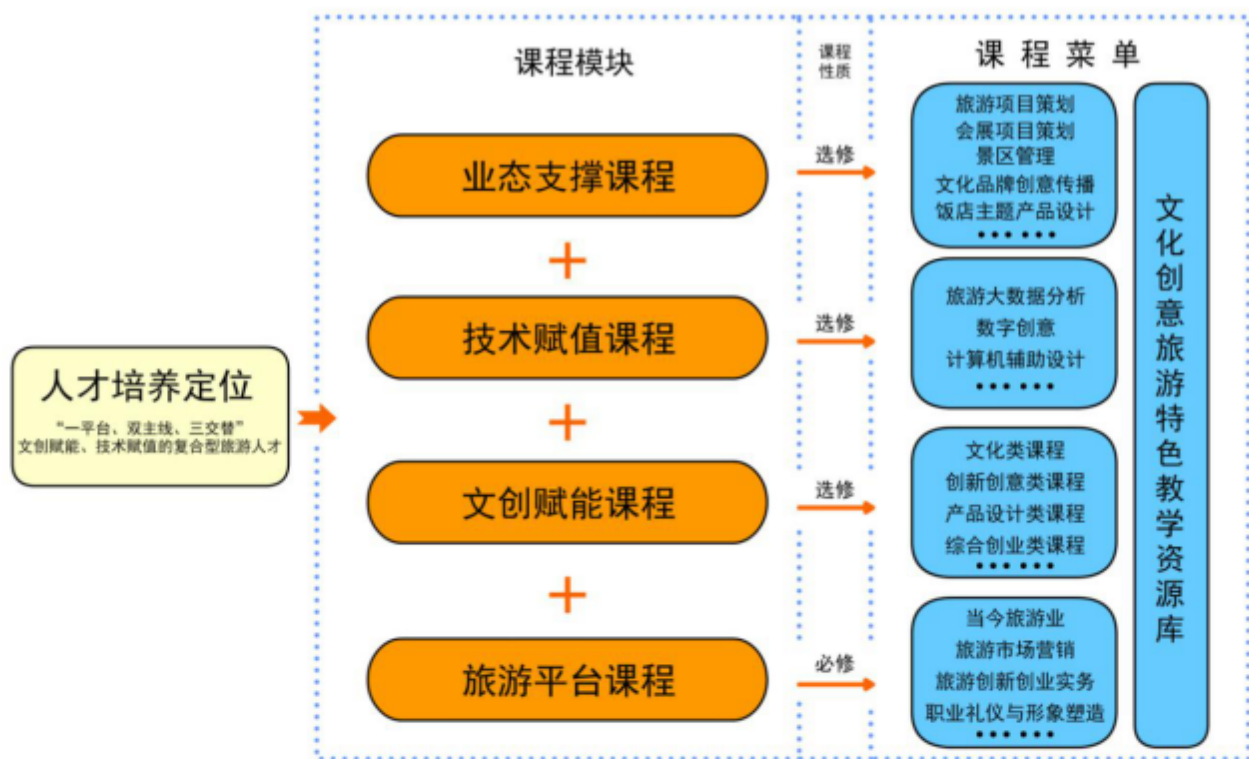 课程模块
课程
性质
课程菜单
人才培养定位
“一平台、双主线、三交替”
文创赋能、技术赋值的复合型旅游人才
业态支撑课程
选修
旅游项目策划
会展项目策划
景区管理
文化品牌创意传播
饭店主题产品设计
••• •••
+
技术赋值课程
选修
旅游大数据分析
数字创意
计算机辅助设计
••• •••
+
文创赋能课程
选修
文化类课程
创新创意类课程
产品设计类课程
综合创业类课程
••• •••
+
旅游平台课程
必修
当今旅游业
旅游市场营销
旅游创新创业实务
职业礼仪与形象塑造
••• •••
文化创意旅游特色教学资源库